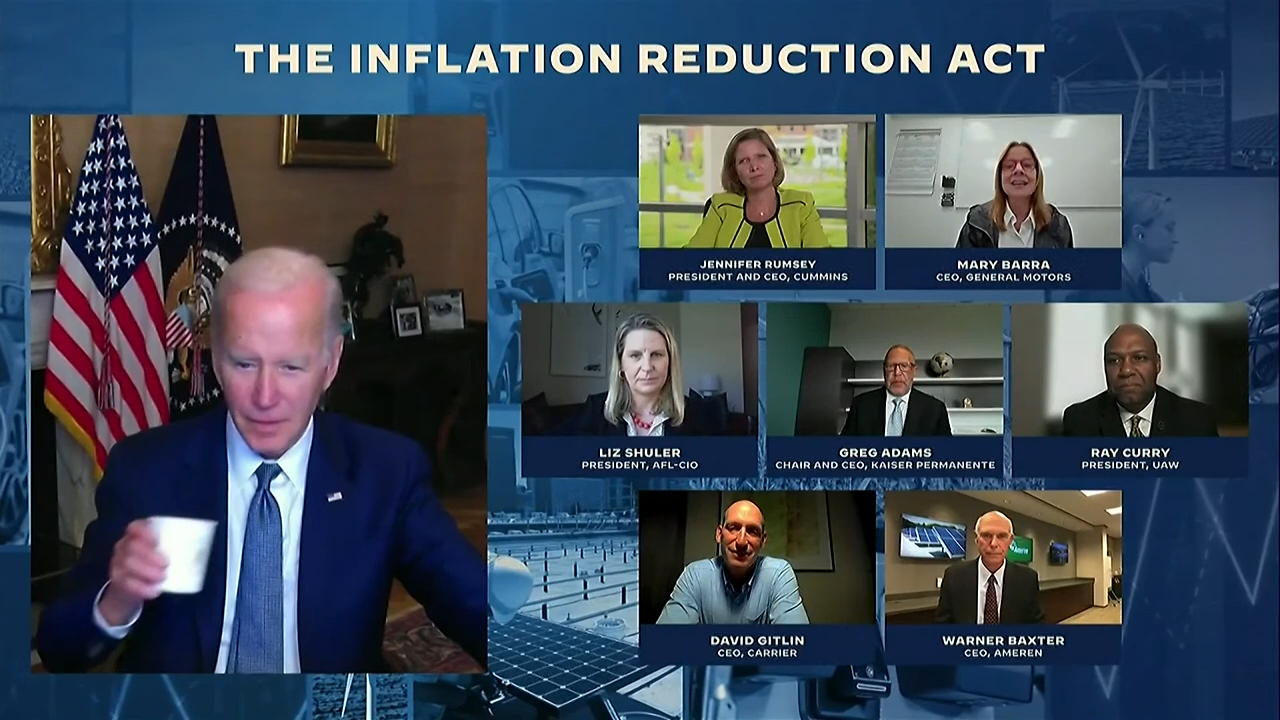 THE INFLATION REDUCTION ACT
JENNIFER RUMSEY
PRESIDENT AND CEO, CUMMINS
MARY BARRA
CEO, GENERAL MOTORS
LIZ SHULER
PRESIDENT, AFL-CIO
GREG ADAMS
CHAIR AND CEO, KAISER PERMANENTE
RAY CURRY
PRESIDENT, UAW
DAVID GITLIN
CEO, CARRIER
WARNER BAXTER
CEO, AMEREN